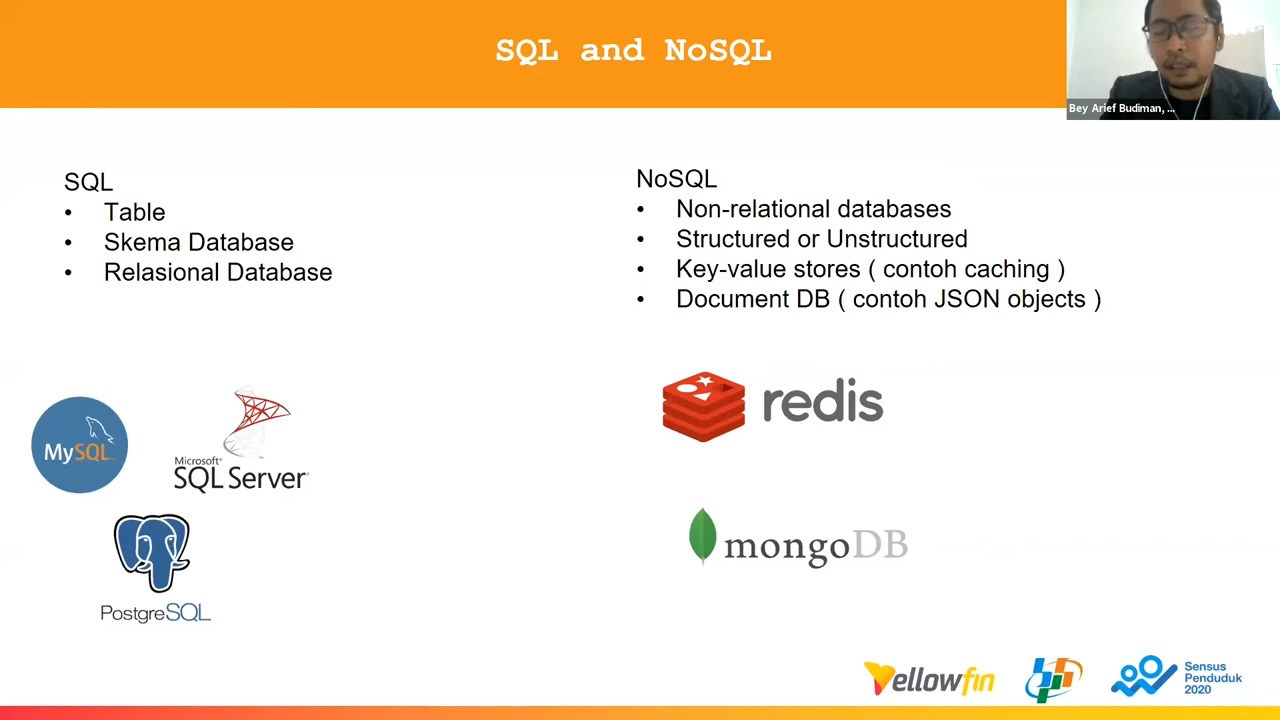 SQL and NoSQL
Bey Arief Budiman, ...
SQL
• Table
• Skema Database
• Relasional Database
NoSQL
• Non-relational databases
• Structured or Unstructured
• Key-value stores ( contoh caching )
• Document DB ( contoh JSON objects )
MySQL
Microsoft®
SQL Server®
PostgreSQL
redis
mongoDB
Yellowfin
Sensus
Penduduk
2020